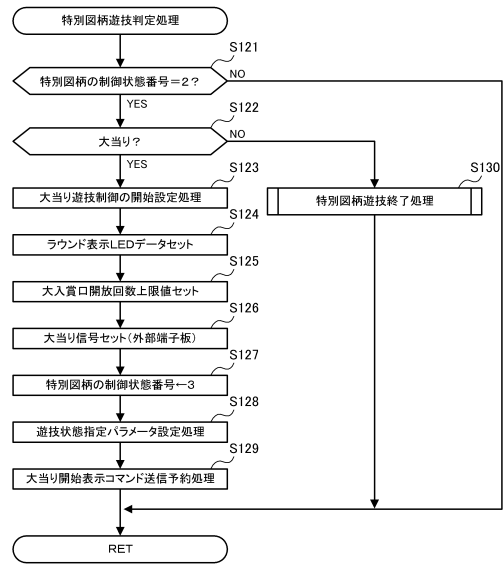 特別図柄遊技判定処理
S121
特別図柄の制御状態番号=2?
NO
YES
S122
大当り?
NO
YES
S123
大当り遊技制御の開始設定処理
S130
特別図柄遊技終了処理
S124
ラウンド表示LEDデータセット
S125
大入賞口開放回数上限値セット
S126
大当り信号セット(外部端子板)
S127
特別図柄の制御状態番号←3
S128
遊技状態指定パラメータ設定処理
S129
大当り開始表示コマンド送信予約処理
RET